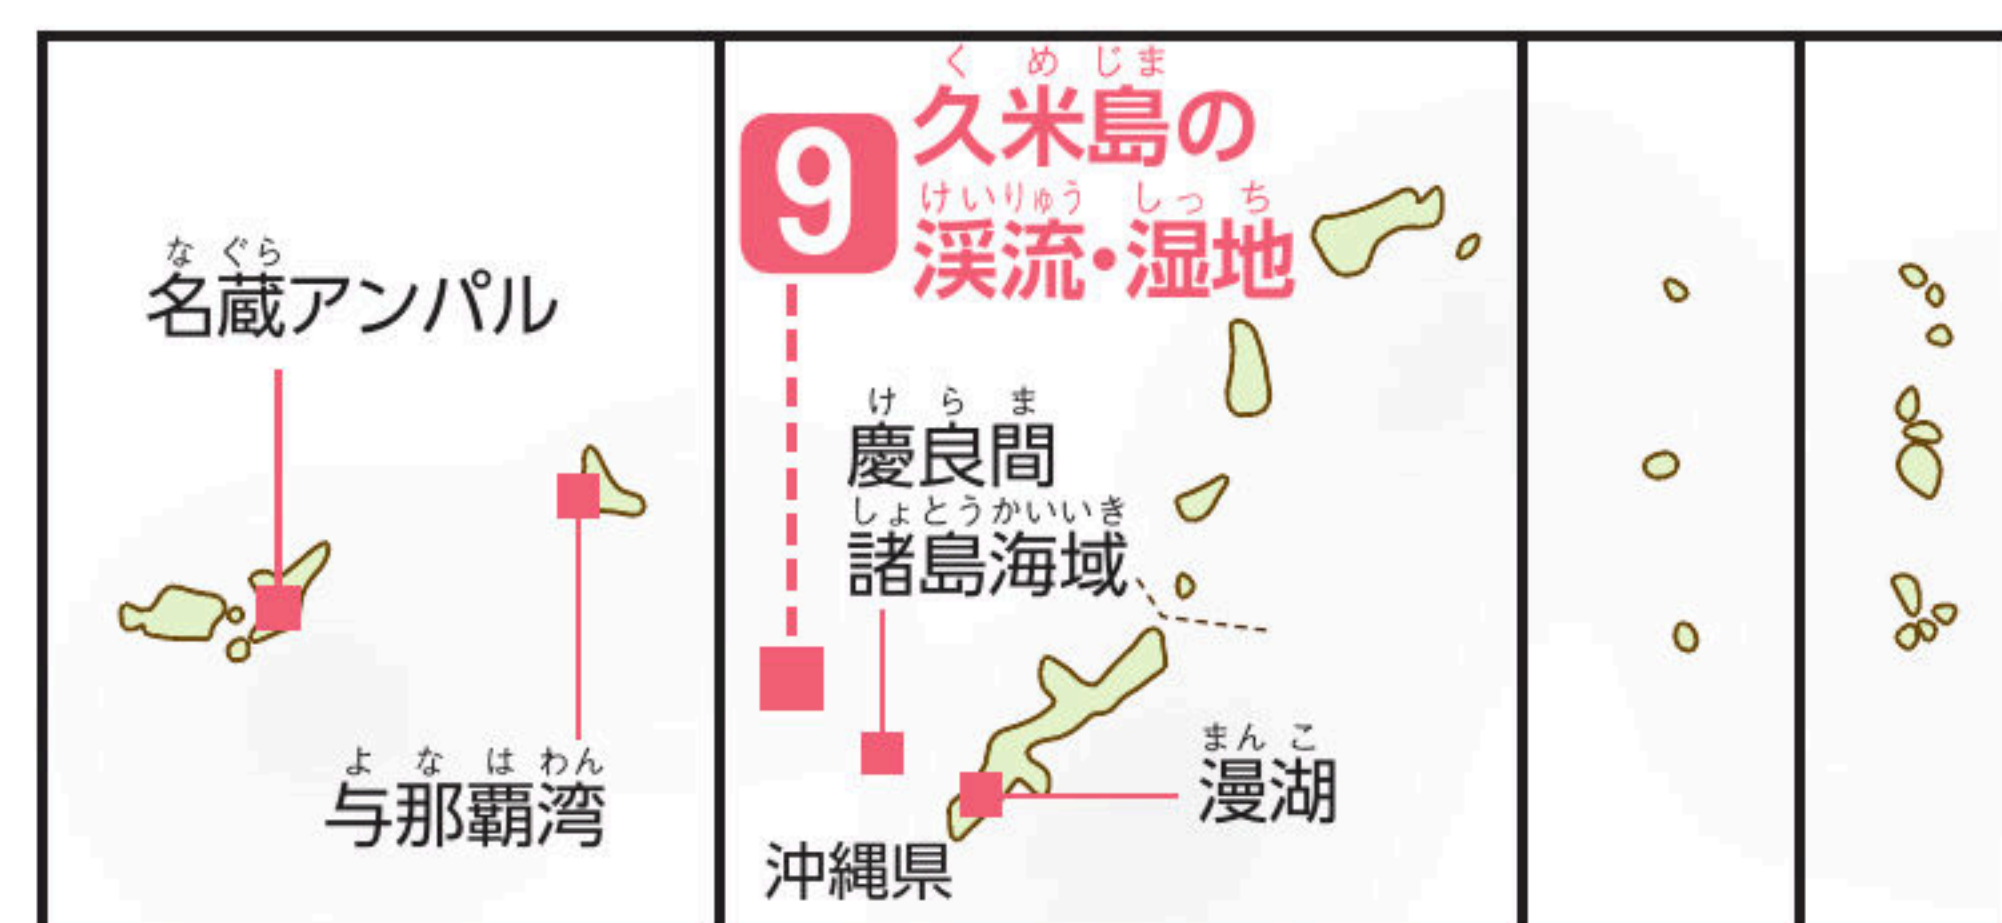 な ぐら
名蔵アンパル
よ な は わん
与那覇湾
9
く め じま
久米島の
けいりゅう しっ ち
渓流・湿地
け ら ま
慶良間
しょとうかいいき
諸島海域
まん こ
漫湖
沖縄県